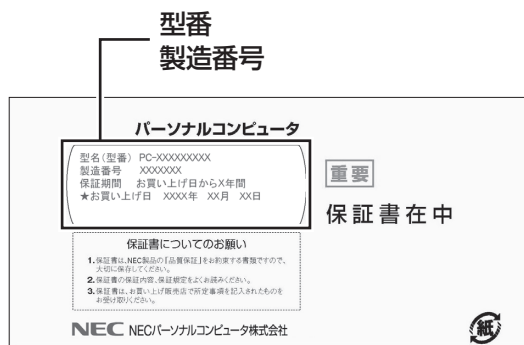 型番
製造番号
パーソナルコンピュータ
型名(型番) PC-XXXXXXXXX
製造番号 XXXXXXX
保証期間 お買い上げ日からX年間
★お買い上げ日 XXXX年 XX月 XX日
重要
保証書在中
保証書についてのお願い
1.保証書は、NEC製品の「品質保証」をお約束する書類ですので、
大切に保存してください。
2.保証書の保証内容、保証規定をよくお読みください。
3.保証書は、お買い上げ販売店で所定事項を記入されたものを
お受け取りください。
NEC NECパーソナルコンピュータ株式会社
紙